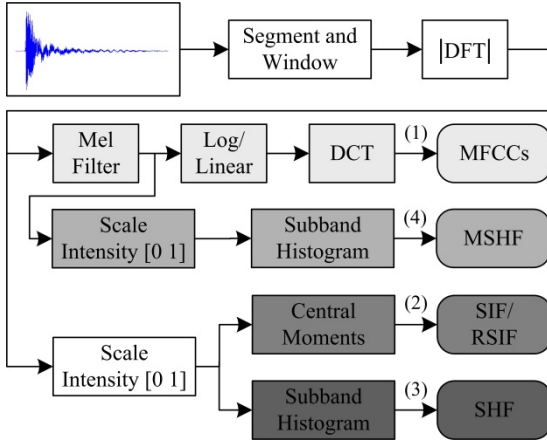 Segment and
Window
|DFT|
Mel
Filter
Log/
Linear
DCT
(1)
MFCCs
Scale
Intensity [0 1]
Subband
Histogram
(4)
MSHF
Scale
Intensity [0 1]
Central
Moments
(2)
SIF/
RSIF
Subband
Histogram
(3)
SHF